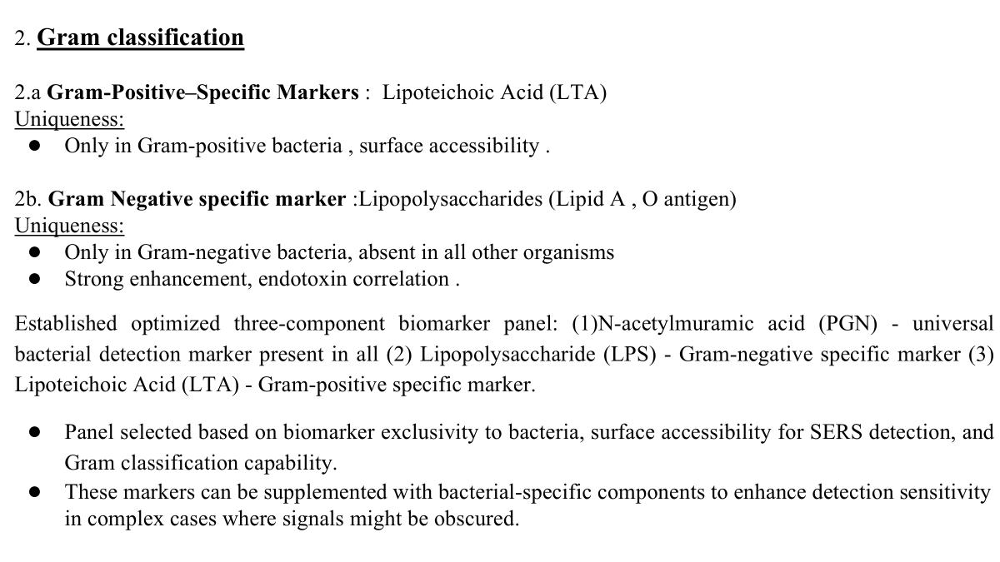 2. Gram classification
2.a Gram-Positive–Specific Markers :  Lipoteichoic Acid (LTA)
Uniqueness:
● Only in Gram-positive bacteria , surface accessibility .
2b. Gram Negative specific marker :Lipopolysaccharides (Lipid A , O antigen)
Uniqueness:
● Only in Gram-negative bacteria, absent in all other organisms
● Strong enhancement, endotoxin correlation .
Established optimized three-component biomarker panel: (1)N-acetylmuramic acid (PGN) - universal
bacterial detection marker present in all (2) Lipopolysaccharide (LPS) - Gram-negative specific marker (3)
Lipoteichoic Acid (LTA) - Gram-positive specific marker.
● Panel selected based on biomarker exclusivity to bacteria, surface accessibility for SERS detection, and
Gram classification capability.
● These markers can be supplemented with bacterial-specific components to enhance detection sensitivity
in complex cases where signals might be obscured.